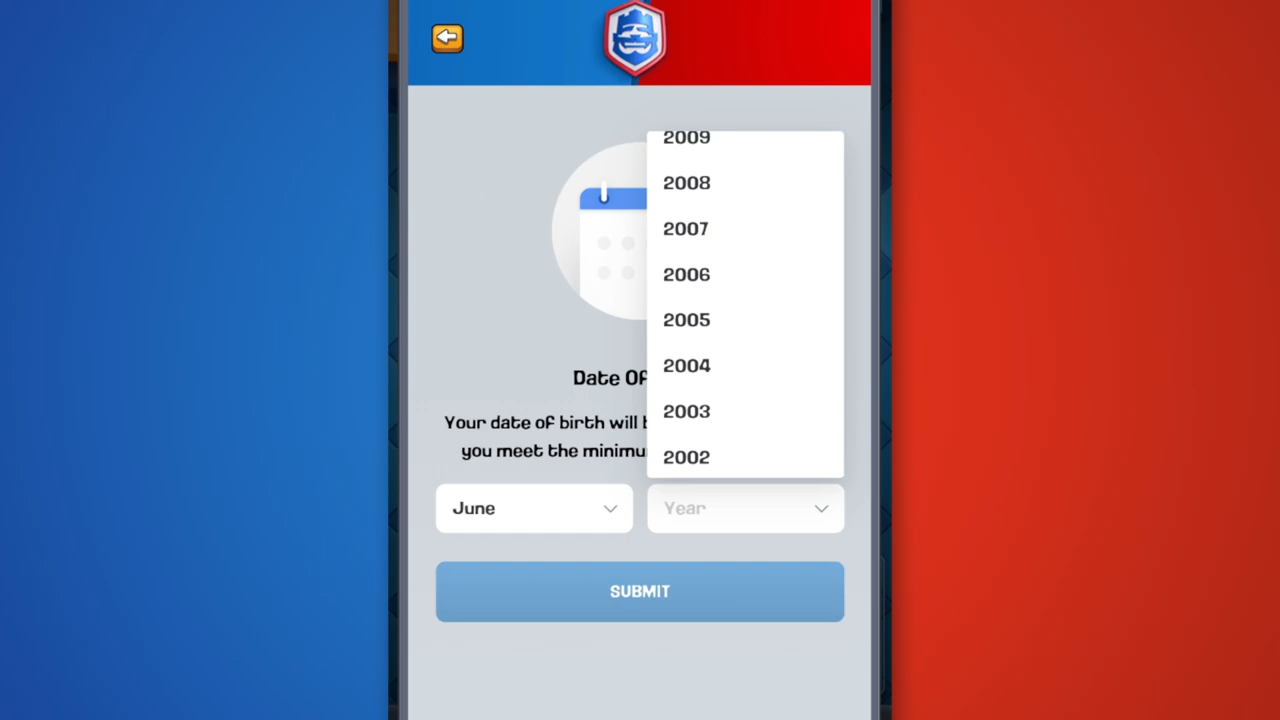 2009
2008
2007
2006
2005
2004
2003
2002
Date Of
Your date of birth will
you meet the
June
Year
SUBMIT